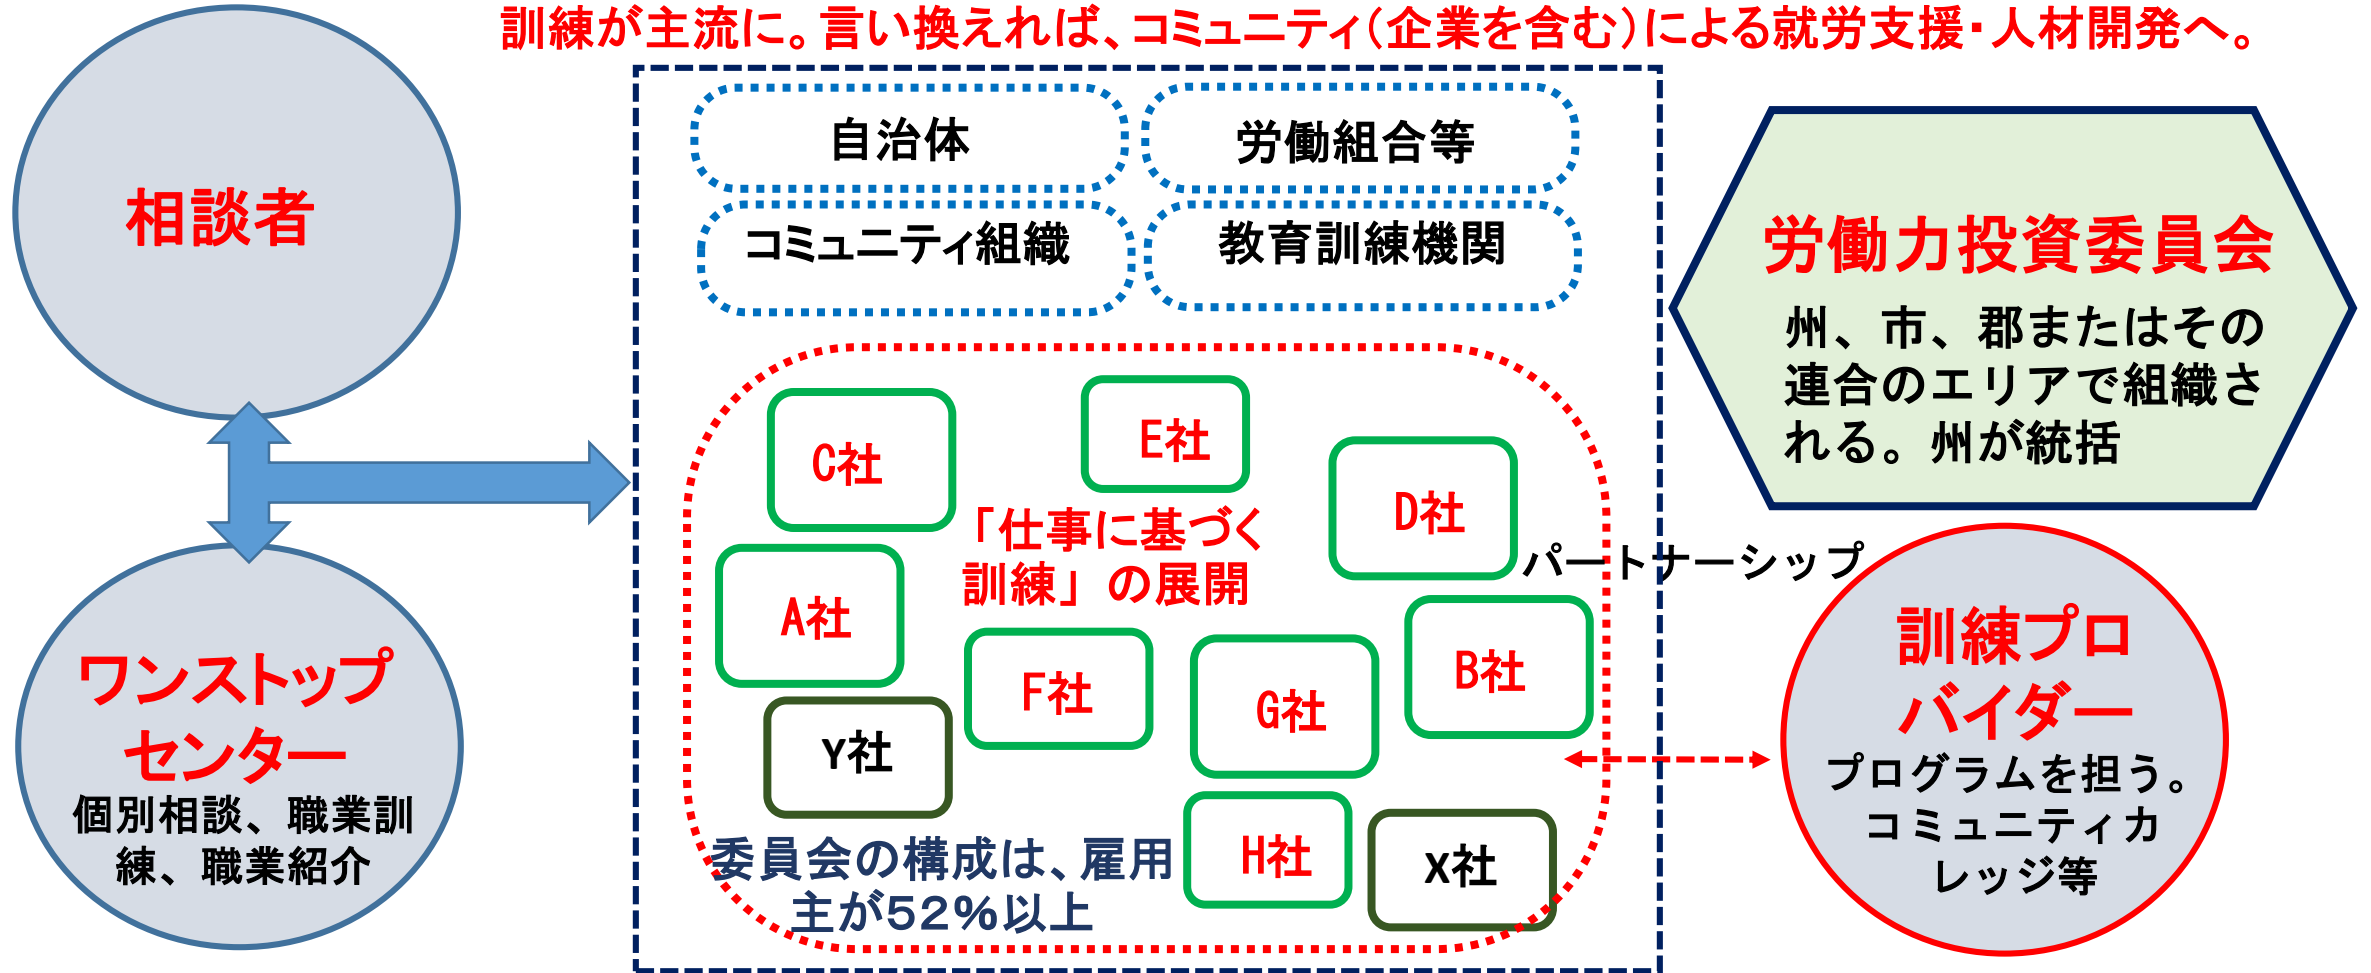 訓練が主流に。言い換えれば、コミュニティ(企業を含む)による就労支援・人材開発へ。
相談者
ワンストップ
センター
個別相談、職業訓
練、職業紹介
自治体
労働組合等
コミュニティ組織
教育訓練機関
C社
E社
D社
「仕事に基づく
訓練」の展開
A社
F社
G社
B社
Y社
H社
X社
委員会の構成は、雇用
主が52%以上
労働力投資委員会
州、市、郡またはその
連合のエリアで組織さ
れる。州が統括
パートナーシップ
訓練プロ
バイダー
プログラムを担う。
コミュニティカ
レッジ等